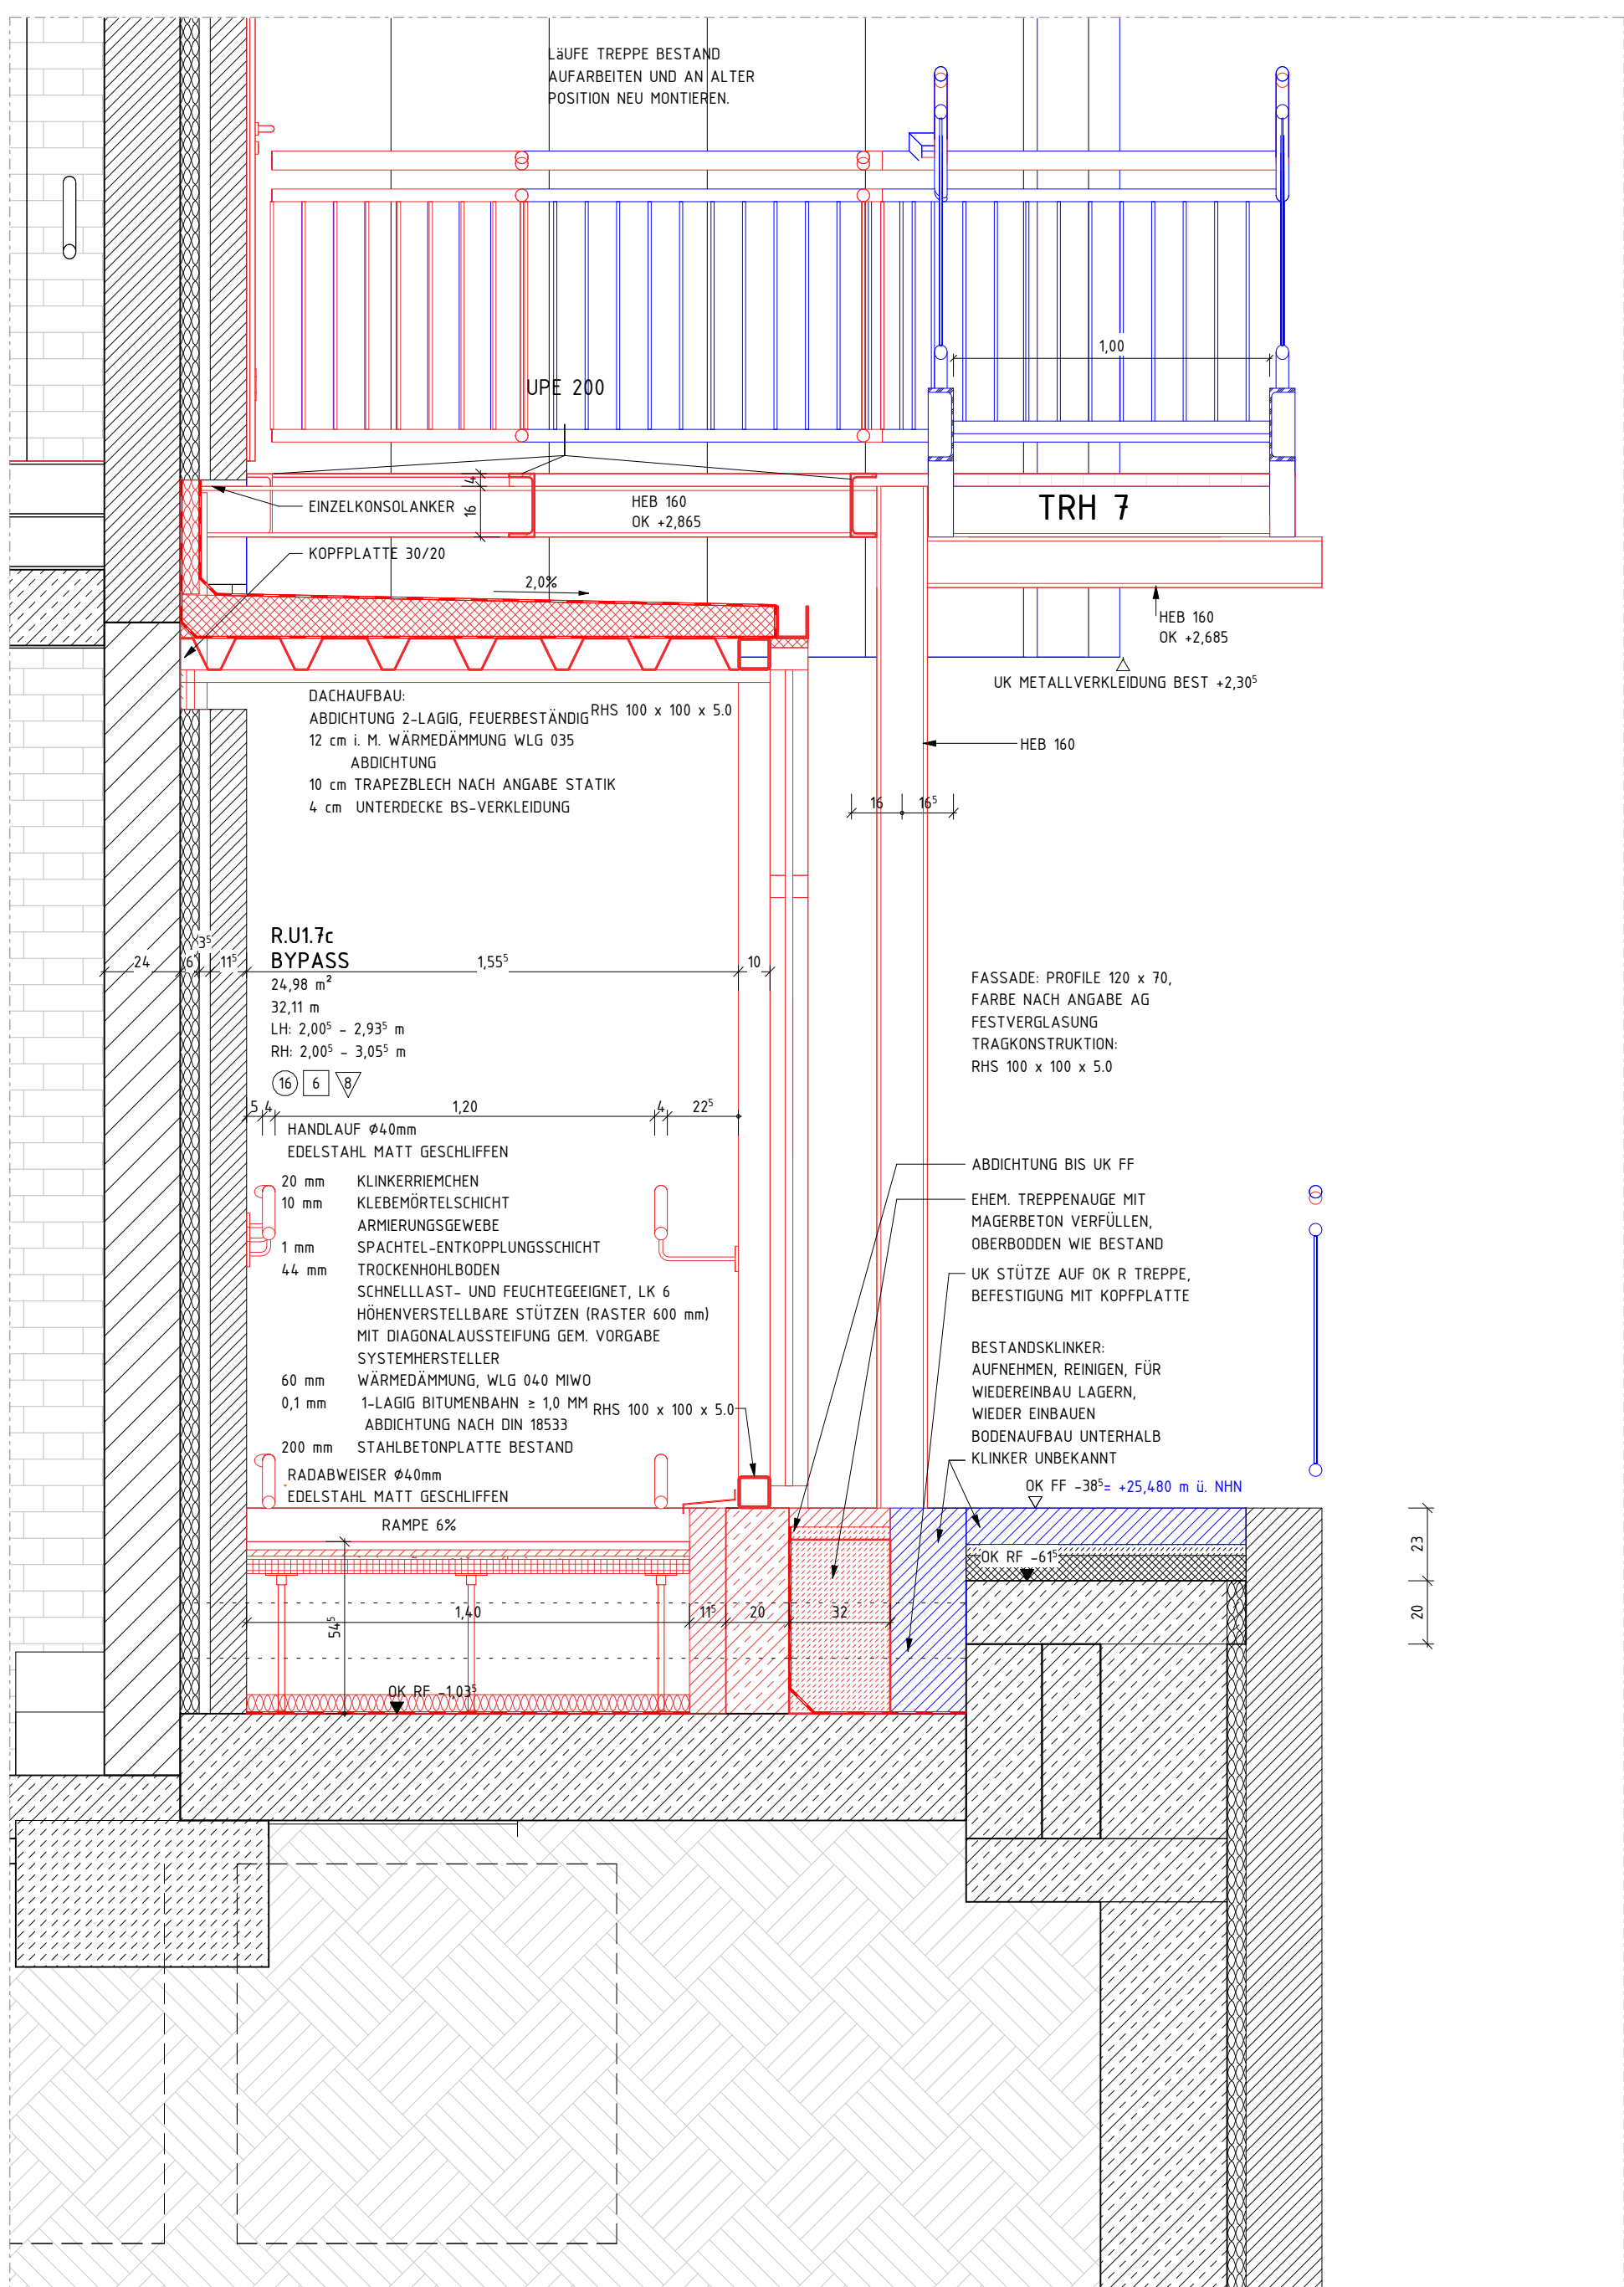 LäUFE TREPPE BESTAND
AUFARBEITEN UND AN ALTER
POSITION NEU MONTIEREN.
1,00
UPE 200
4
16
EINZELKONSOLANKER
HEB 160
OK +2,865
TRH 7
KOPFPLATTE 30/20
2,0%
HEB 160
OK +2,685
UK METALLVERKLEIDUNG BEST +2,30⁵
DACHAUFBAU:
ABDICHTUNG 2-LAGIG, FEUERBESTÄNDIG
RHS 100 x 100 x 5.0
12 cm i. M. WÄRMEDÄMMUNG WLG 035
ABDICHTUNG
10 cm TRAPEZBLECH NACH ANGABE STATIK
4 cm UNTERDECKE BS-VERKLEIDUNG
HEB 160
16 16⁵
R.U1.7c
BYPASS
24 6 3⁵ 11⁵ 1,55⁵ 10
24,98 m²
32,11 m
LH: 2,00⁵ - 2,93⁵ m
RH: 2,00⁵ - 3,05⁵ m
16 6 8
FASSADE: PROFILE 120 x 70,
FARBE NACH ANGABE AG
FESTVERGLASUNG
TRAGKONSTRUKTION:
RHS 100 x 100 x 5.0
5 4 1,20 4 22⁵
HANDLAUF Ø40mm
EDELSTAHL MATT GESCHLIFFEN
20 mm KLINKERRIEMCHEN
10 mm KLEBEMÖRTELSCHICHT
ARMIERUNGSGEWEBE
1 mm SPACHTEL-ENTKOPPLUNGSSCHICHT
44 mm TROCKENHOHLBODEN
SCHNELLLAST- UND FEUCHTEGEEIGNET, LK 6
HÖHENVERSTELLBARE STÜTZEN (RASTER 600 mm)
MIT DIAGONALAUSSTEIFUNG GEM. VORGABE
SYSTEMHERSTELLER
60 mm WÄRMEDÄMMUNG, WLG 040 MIWO
0,1 mm 1-LAGIG BITUMENBAHN ≥ 1,0 MM
ABDICHTUNG NACH DIN 18533
RHS 100 x 100 x 5.0
200 mm STAHLBETONPLATTE BESTAND
RADABWEISER Ø40mm
EDELSTAHL MATT GESCHLIFFEN
ABDICHTUNG BIS UK FF
EHEM. TREPPENAUGE MIT
MAGERBETON VERFÜLLEN,
OBERBODDEN WIE BESTAND
UK STÜTZE AUF OK R TREPPE,
BEFESTIGUNG MIT KOPFPLATTE
BESTANDSKLINKER:
AUFNEHMEN, REINIGEN, FÜR
WIEDEREINBAU LAGERN,
WIEDER EINBAUEN
BODENAUFBAU UNTERHALB
KLINKER UNBEKANNT
OK FF -38⁵= +25,480 m ü. NHN
RAMPE 6%
OK RF -61⁵
23
20
54⁵
1,40 11⁵ 20 32
OK RF -1,03⁵